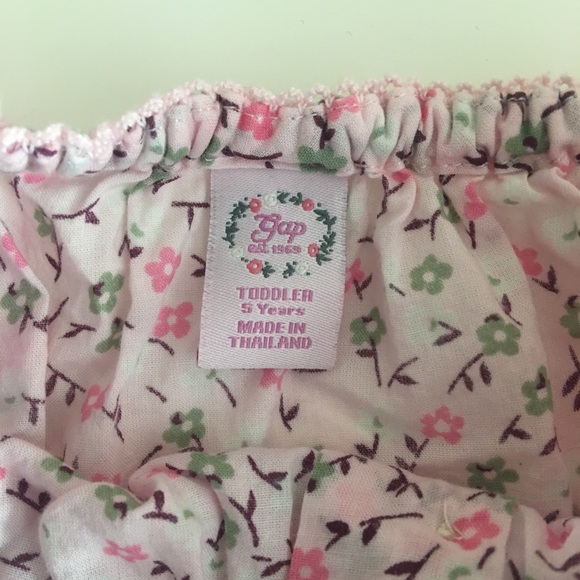 gap
est. 1969
TODDLER
5 Years
MADE IN
THAILAND